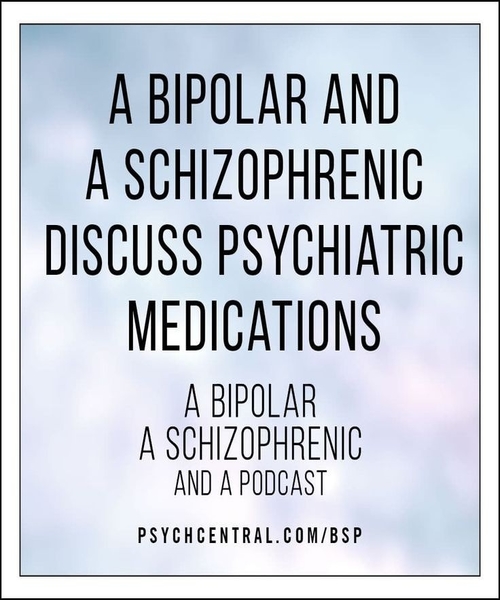 A BIPOLAR AND
A SCHIZOPHRENIC
DISCUSS PSYCHIATRIC
MEDICATIONS
A BIPOLAR
A SCHIZOPHRENIC
AND A PODCAST
PSYCHCENTRAL.COM/BSP